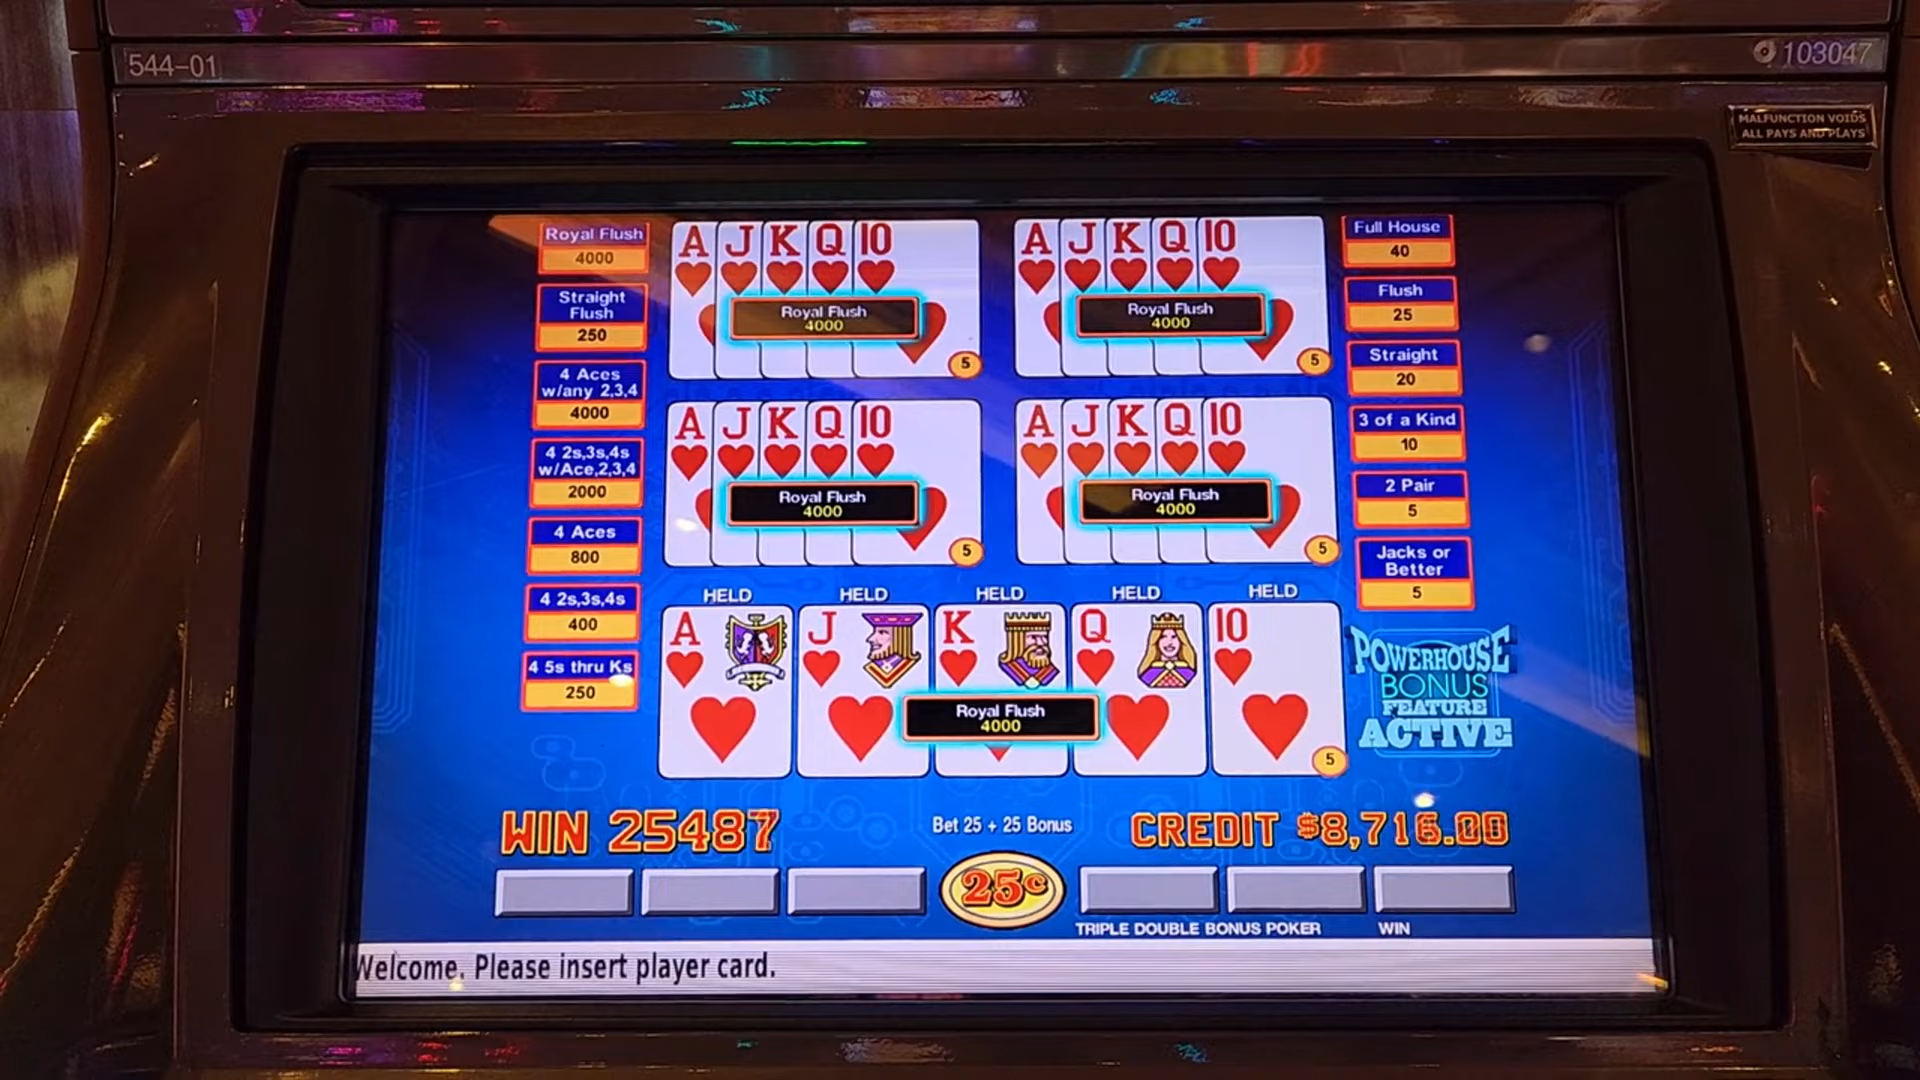 544-01
103047
MALFUNCTION VOIDS
ALL PAYS AND PLAYS
Royal Flush
4000
Straight
Flush
250
4 Aces
w/any 2,3,4
4000
4 2s,3s,4s
w/Ace,2,3,4
2000
4 Aces
800
4 2s,3s,4s
400
4 5s thru Ks
250
A J K Q 10
Royal Flush
4000
5
A J K Q 10
Royal Flush
4000
5
A J K Q 10
Royal Flush
4000
5
A J K Q 10
Royal Flush
4000
5
Full House
40
Flush
25
Straight
20
3 of a Kind
10
2 Pair
5
Jacks or
Better
5
HELD HELD HELD HELD HELD
A J K Q 10
Royal Flush
4000
5
POWERHOUSE
BONUS
FEATURE
ACTIVE
WIN 25487
Bet 25 + 25 Bonus
CREDIT $8,716.00
25¢
TRIPLE DOUBLE BONUS POKER WIN
Welcome. Please insert player card.